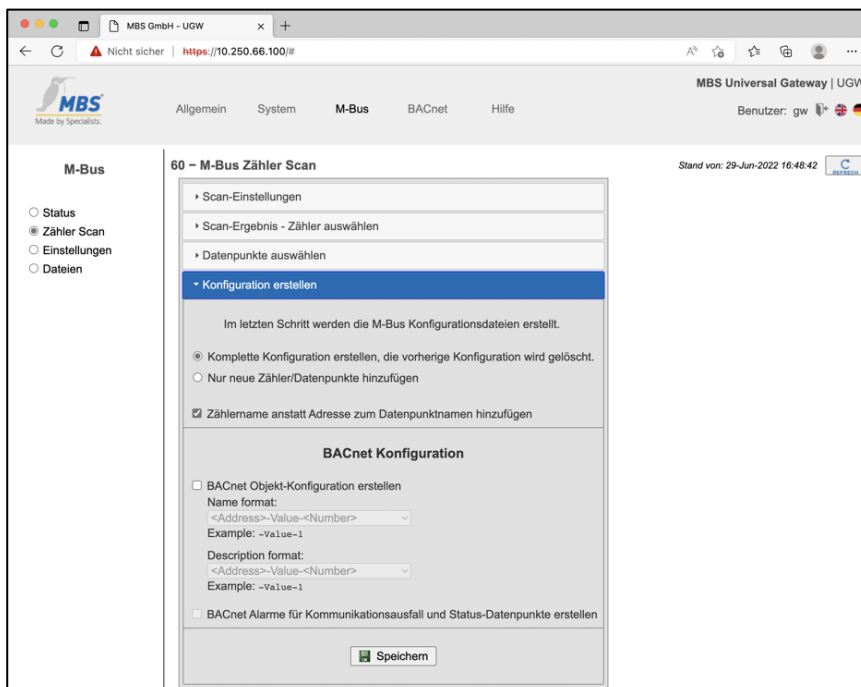 MBS GmbH - UGW
Nicht sicher | https://10.250.66.100/#
MBS
Made by Specialists.
Allgemein System M-Bus BACnet Hilfe
MBS Universal Gateway | UGW
Benutzer: gw
M-Bus
Status
Zähler Scan
Einstellungen
Dateien
60 – M-Bus Zähler Scan
Stand von: 29-Jun-2022 16:48:42
REFRESH
Scan-Einstellungen
Scan-Ergebnis - Zähler auswählen
Datenpunkte auswählen
Konfiguration erstellen
Im letzten Schritt werden die M-Bus Konfigurationsdateien erstellt.
Komplette Konfiguration erstellen, die vorherige Konfiguration wird gelöscht.
Nur neue Zähler/Datenpunkte hinzufügen
Zählername anstatt Adresse zum Datenpunktnamen hinzufügen
BACnet Konfiguration
BACnet Objekt-Konfiguration erstellen
Name format:
<Address>-Value-<Number>
Example: -Value-1
Description format:
<Address>-Value-<Number>
Example: -Value-1
BACnet Alarme für Kommunikationsausfall und Status-Datenpunkte erstellen
Speichern